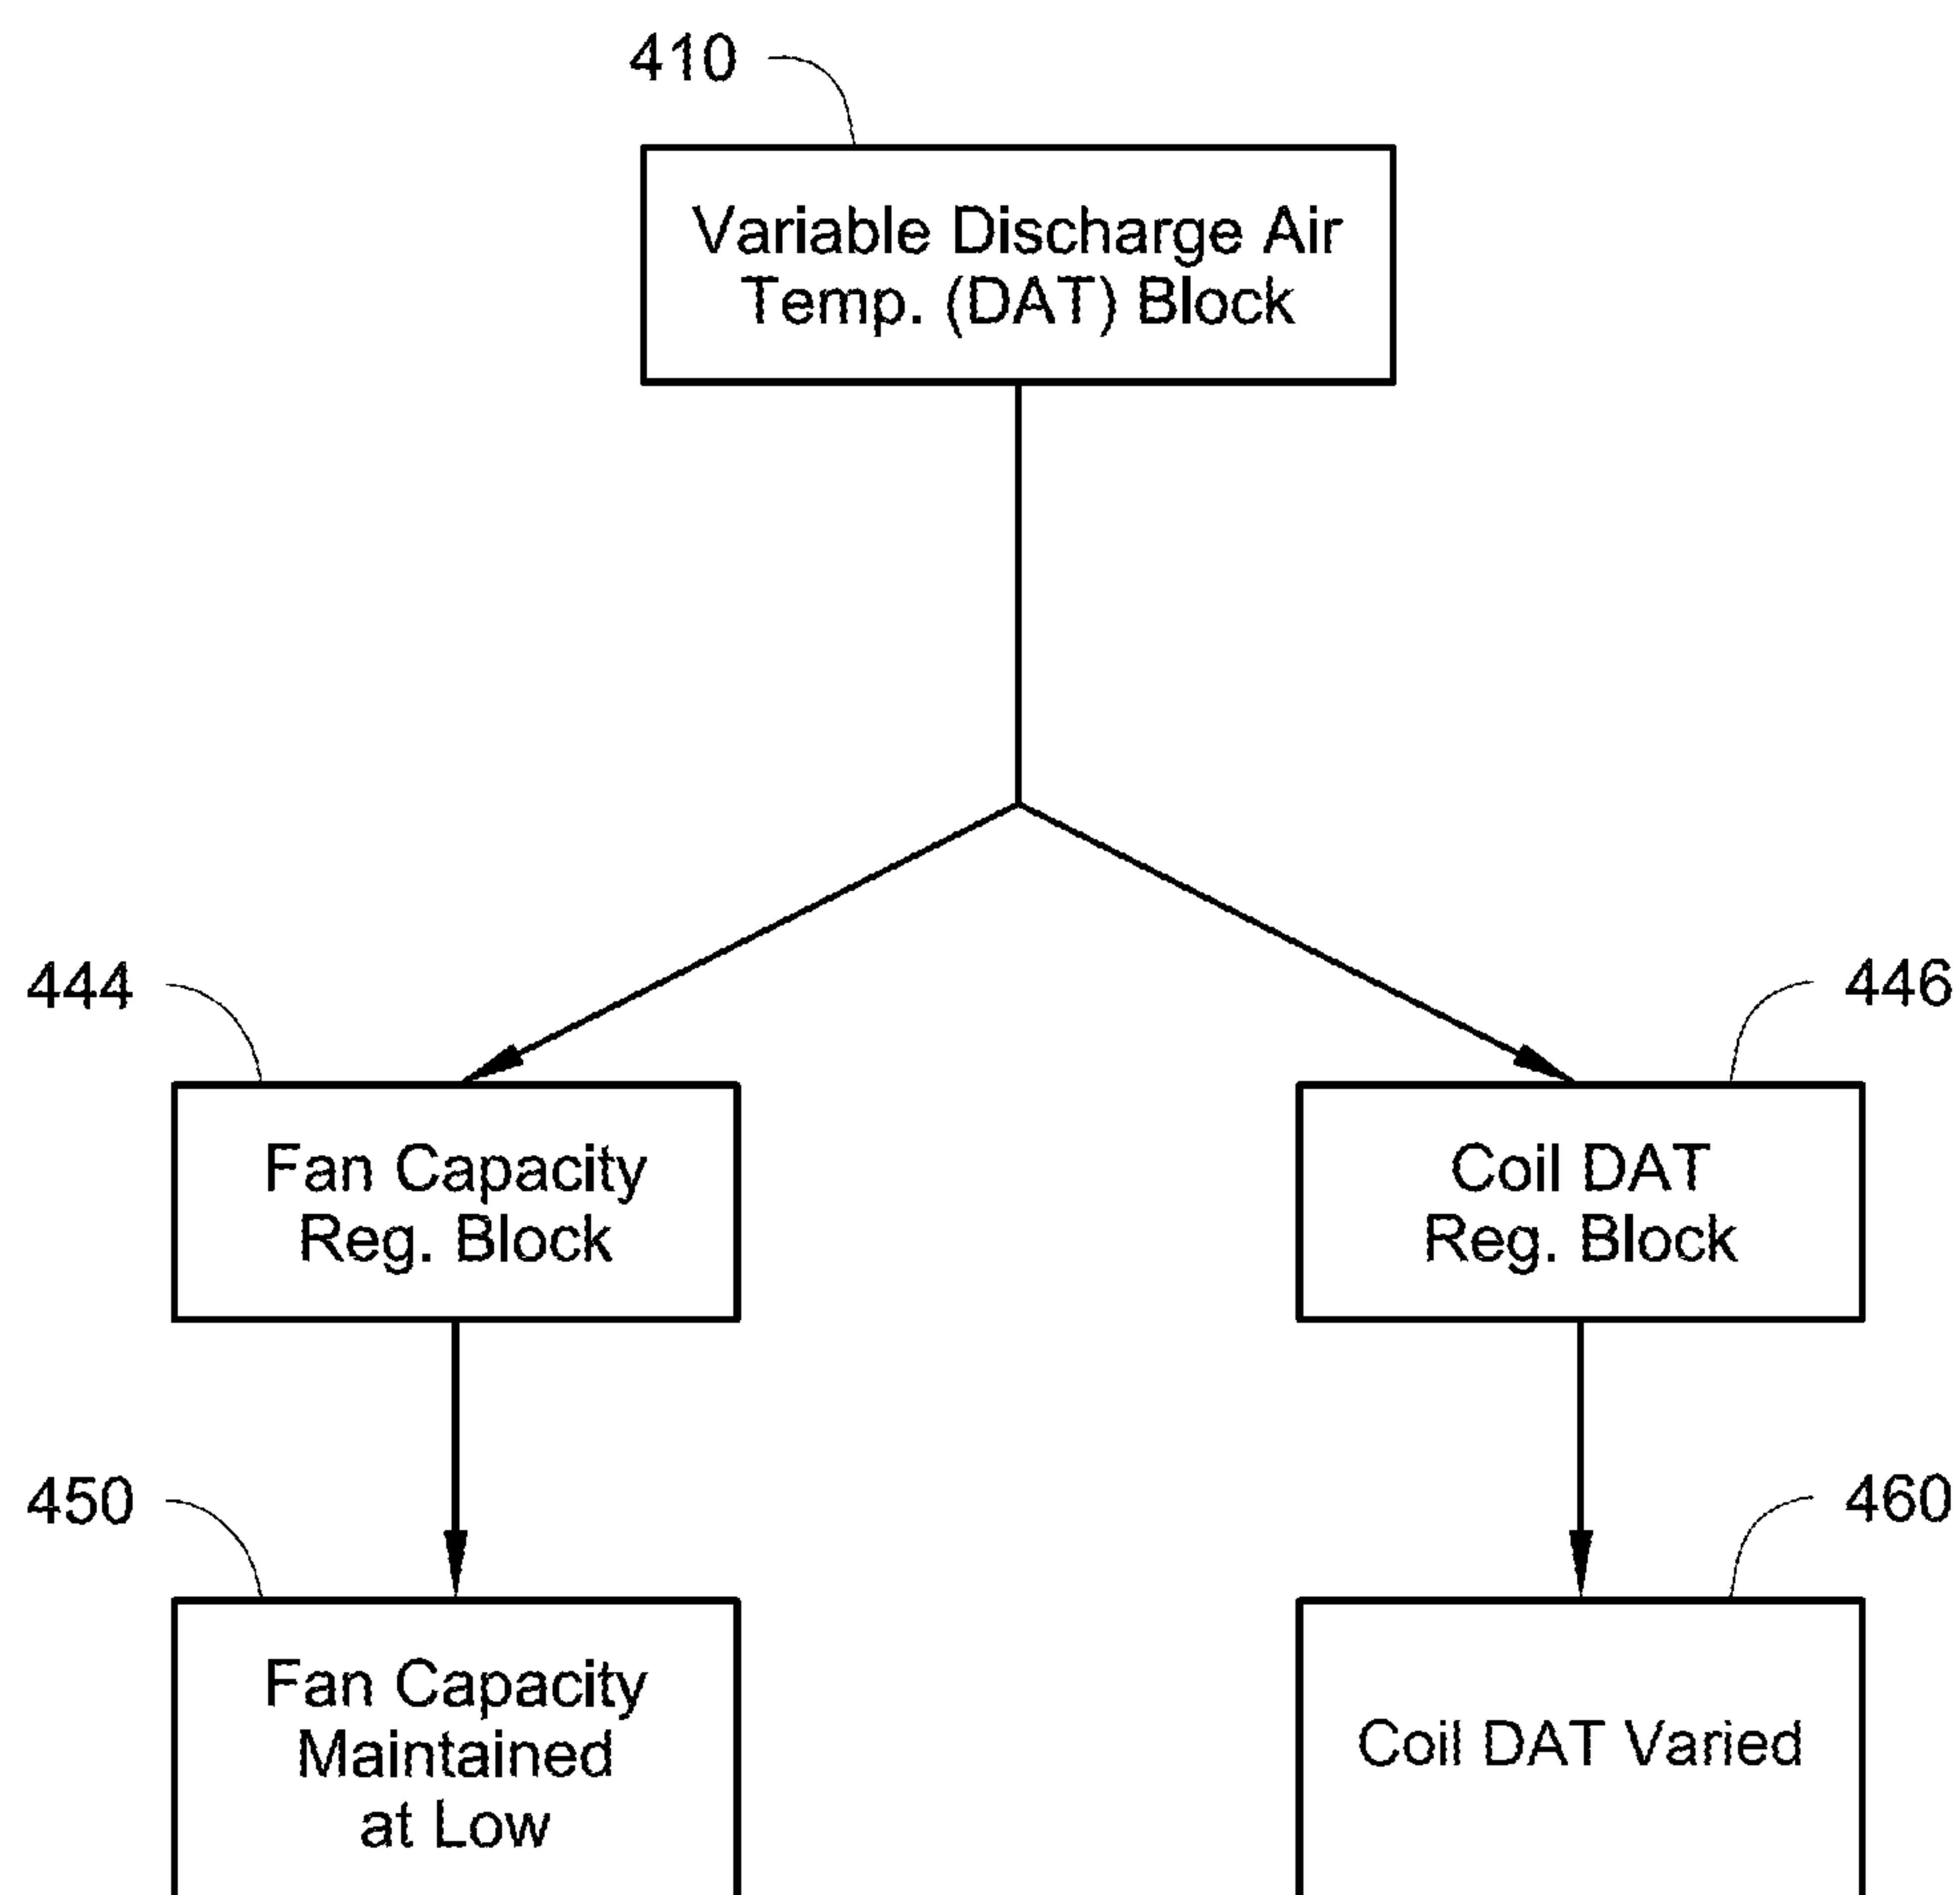 410
Variable Discharge Air
Temp. (DAT) Block
444
446
Fan Capacity
Reg. Block
Coil DAT
Reg. Block
450
460
Fan Capacity
Maintained
at Low
Coil DAT Varied